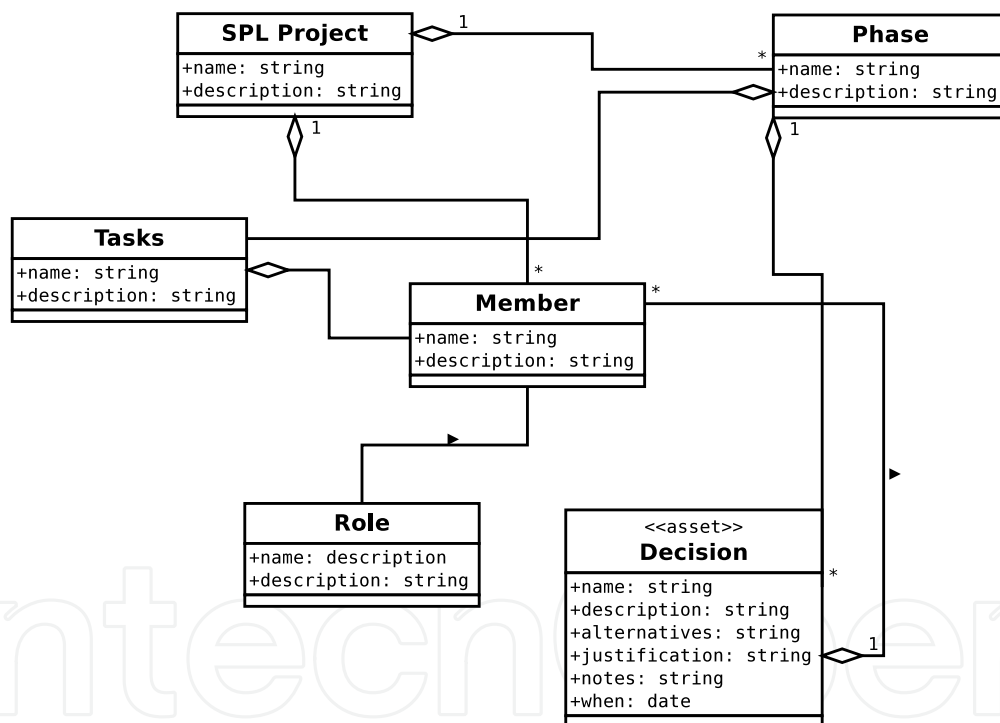 SPL Project
+name: string
+description: string
1
*
Phase
+name: string
+description: string
1
1
Tasks
+name: string
+description: string
*
Member
+name: string
+description: string
*
Role
+name: description
+description: string
<<asset>>
Decision
+name: string
+description: string
+alternatives: string
+justification: string
+notes: string
+when: date
*
1